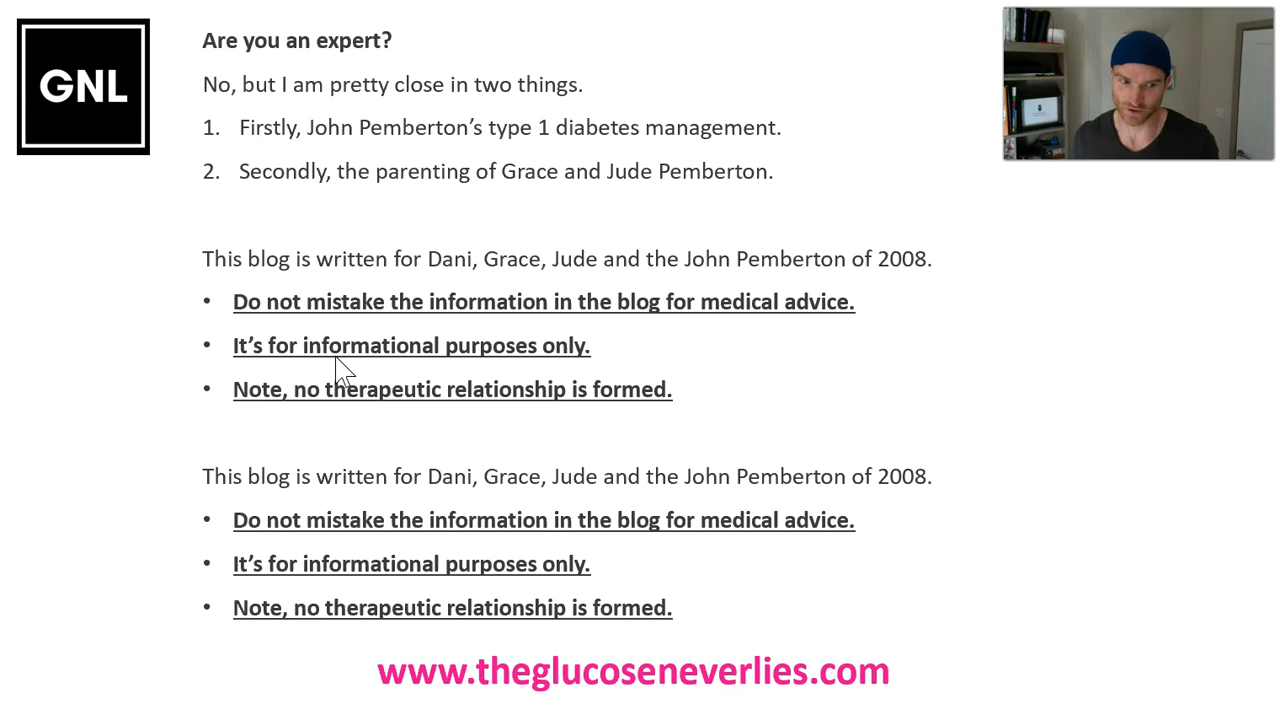 GNL
Are you an expert?
No, but I am pretty close in two things.
1. Firstly, John Pemberton’s type 1 diabetes management.
2. Secondly, the parenting of Grace and Jude Pemberton.
This blog is written for Dani, Grace, Jude and the John Pemberton of 2008.
• Do not mistake the information in the blog for medical advice.
• It’s for informational purposes only.
• Note, no therapeutic relationship is formed.
This blog is written for Dani, Grace, Jude and the John Pemberton of 2008.
• Do not mistake the information in the blog for medical advice.
• It’s for informational purposes only.
• Note, no therapeutic relationship is formed.
www.theglucoseneverlies.com